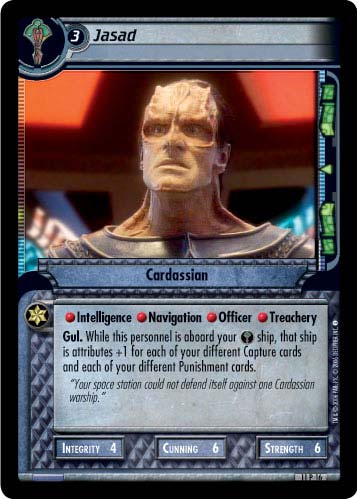 3 Jasad
Cardassian
Intelligence Navigation Officer Treachery
Gul. While this personnel is aboard your ship, that ship
is attributes +1 for each of your different Capture cards
and each of your different Punishment cards.
"Your space station could not defend itself against one Cardassian
warship."
INTEGRITY 4 CUNNING 6 STRENGTH 6